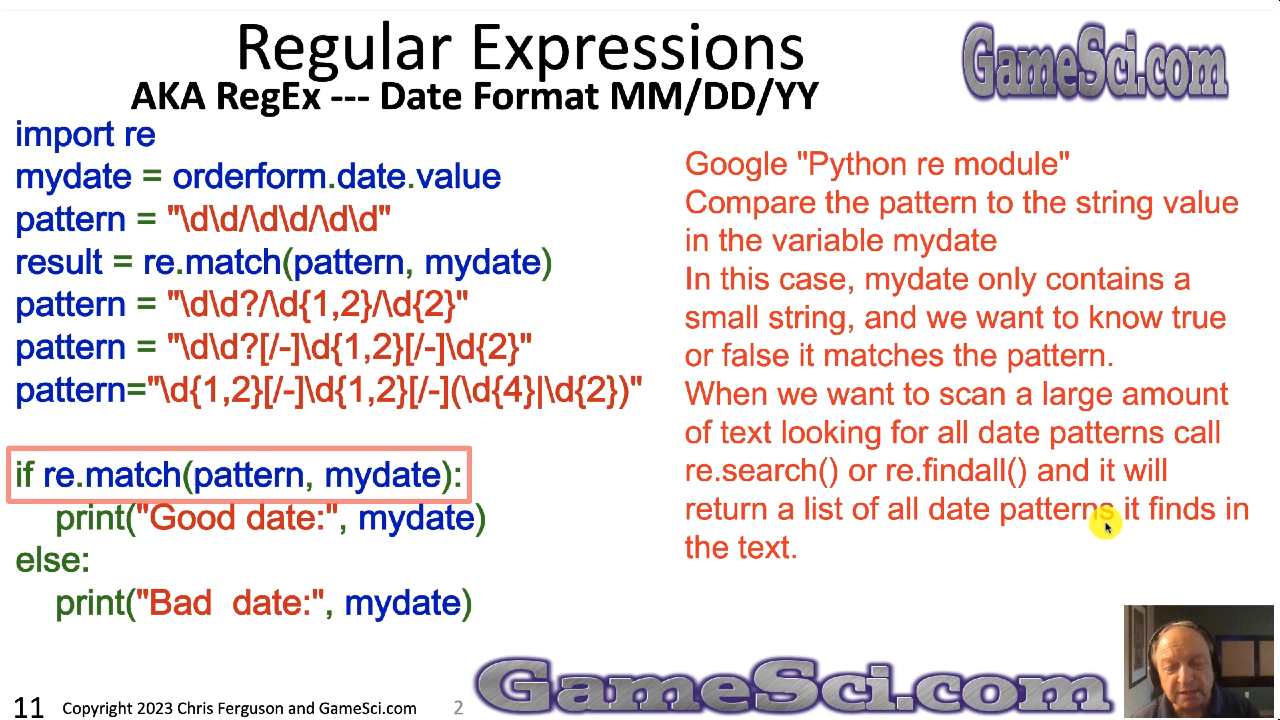 Regular Expressions
GameSci.com
AKA RegEx --- Date Format MM/DD/YY
import re
mydate = orderform.date.value
pattern = "\d\d/\d\d/\d\d"
result = re.match(pattern, mydate)
pattern = "\d\d?/\d{1,2}/\d{2}"
pattern = "\d\d?[/-]\d{1,2}[/-]\d{2}"
pattern="\d{1,2}[/-]\d{1,2}[/-](\d{4}|\d{2})"
if re.match(pattern, mydate):
print("Good date:", mydate)
else:
print("Bad  date:", mydate)
Google "Python re module"
Compare the pattern to the string value
in the variable mydate
In this case, mydate only contains a
small string, and we want to know true
or false it matches the pattern.
When we want to scan a large amount
of text looking for all date patterns call
re.search() or re.findall() and it will
return a list of all date patterns it finds in
the text.
11 Copyright 2023 Chris Ferguson and GameSci.com 2
GameSci.com